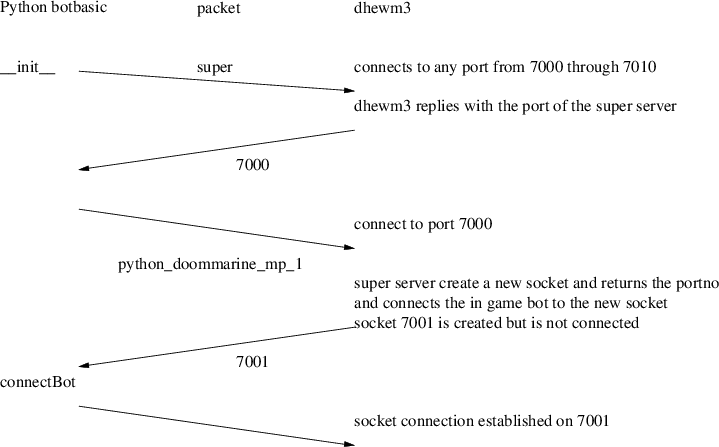 Python botbasic packet dhewm3
__init__ super connects to any port from 7000 through 7010
dhewm3 replies with the port of the super server
7000
connect to port 7000
python_doommarine_mp_1
super server create a new socket and returns the portno
and connects the in game bot to the new socket
socket 7001 is created but is not connected
7001
connectBot
socket connection established on 7001